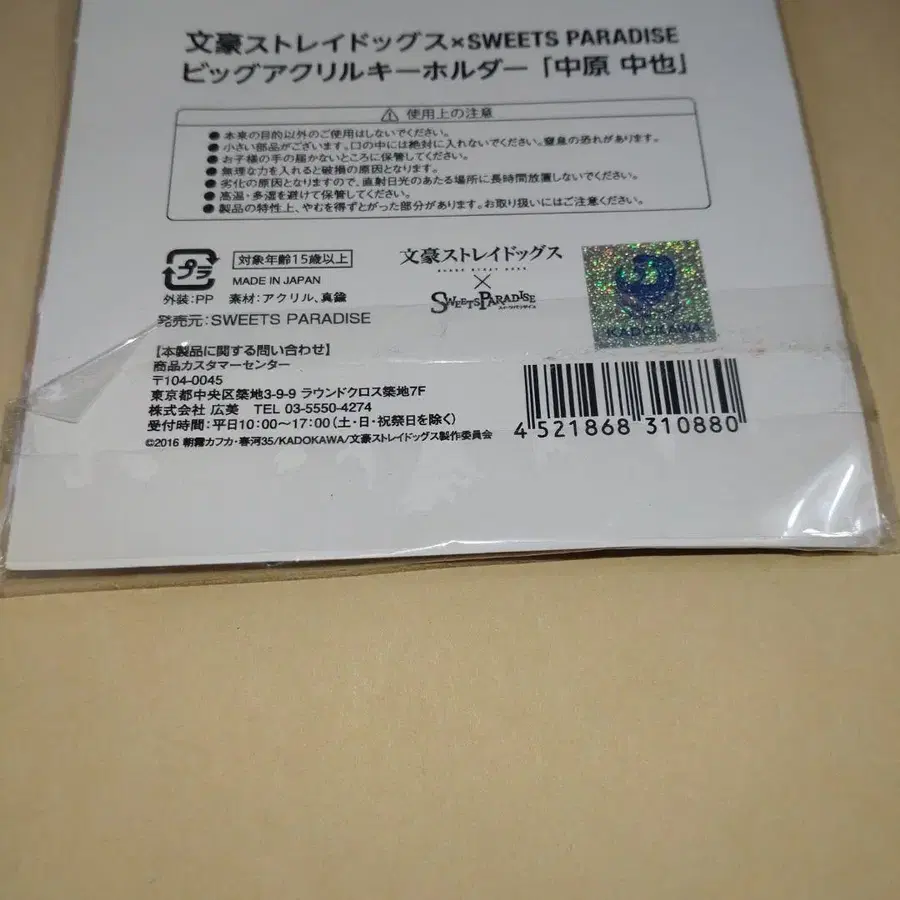 文豪ストレイドッグス×SWEETS PARADISE
ビッグアクリルキーホルダー「中原 中也」
使用上の注意
●本来の目的以外のご使用はしないでください。
●小さい部品がございます。口の中には絶対に入れないでください。窒息の恐れがあります。
●お子様の手の届かないところに保管してください。
●無理な力を入れると破損の原因となります。
●劣化の原因となりますので、直射日光のあたる場所に長時間放置しないでください。
●高温・多湿を避けて保管してください。
●製品の特性上、やむを得ずとがった部分があります。お取り扱いにはご注意ください。
プラ
対象年齢15歳以上
MADE IN JAPAN
外装:PP 素材:アクリル、真鍮
発売元:SWEETS PARADISE
文豪ストレイドッグス
BUNGO STRAY DOGS
×
SWEETS PARADISE
スイーツパラダイス
KADOKAWA
【本製品に関する問い合わせ】
商品カスタマーセンター
〒104-0045
東京都中央区築地3-9-9 ラウンドクロス築地7F
株式会社 広美 TEL 03-5550-4274
受付時間:平日10:00〜17:00(土・日・祝祭日を除く)
©2016 朝霧カフカ・春河35/KADOKAWA/文豪ストレイドッグス製作委員会
4 521868 310880